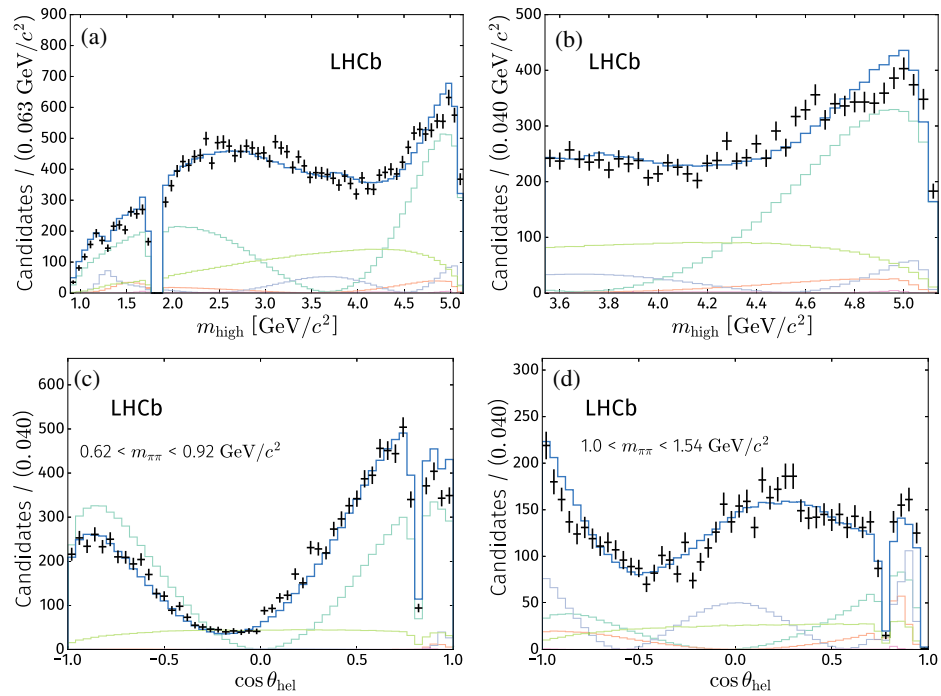 (a)
LHCb
Candidates / (0.063 GeV/c²)
900
800
700
600
500
400
300
200
100
0
1.0 1.5 2.0 2.5 3.0 3.5 4.0 4.5 5.0
m_high [GeV/c²]
(b)
LHCb
Candidates / (0.040 GeV/c²)
500
400
300
200
100
0
3.6 3.8 4.0 4.2 4.4 4.6 4.8 5.0
m_high [GeV/c²]
(c)
LHCb
0.62 < m_ππ < 0.92 GeV/c²
Candidates / (0.040)
600
500
400
300
200
100
0
−1.0 −0.5 0.0 0.5 1.0
cos θ_hel
(d)
LHCb
1.0 < m_ππ < 1.54 GeV/c²
Candidates / (0.040)
300
250
200
150
100
50
0
−1.0 −0.5 0.0 0.5 1.0
cos θ_hel